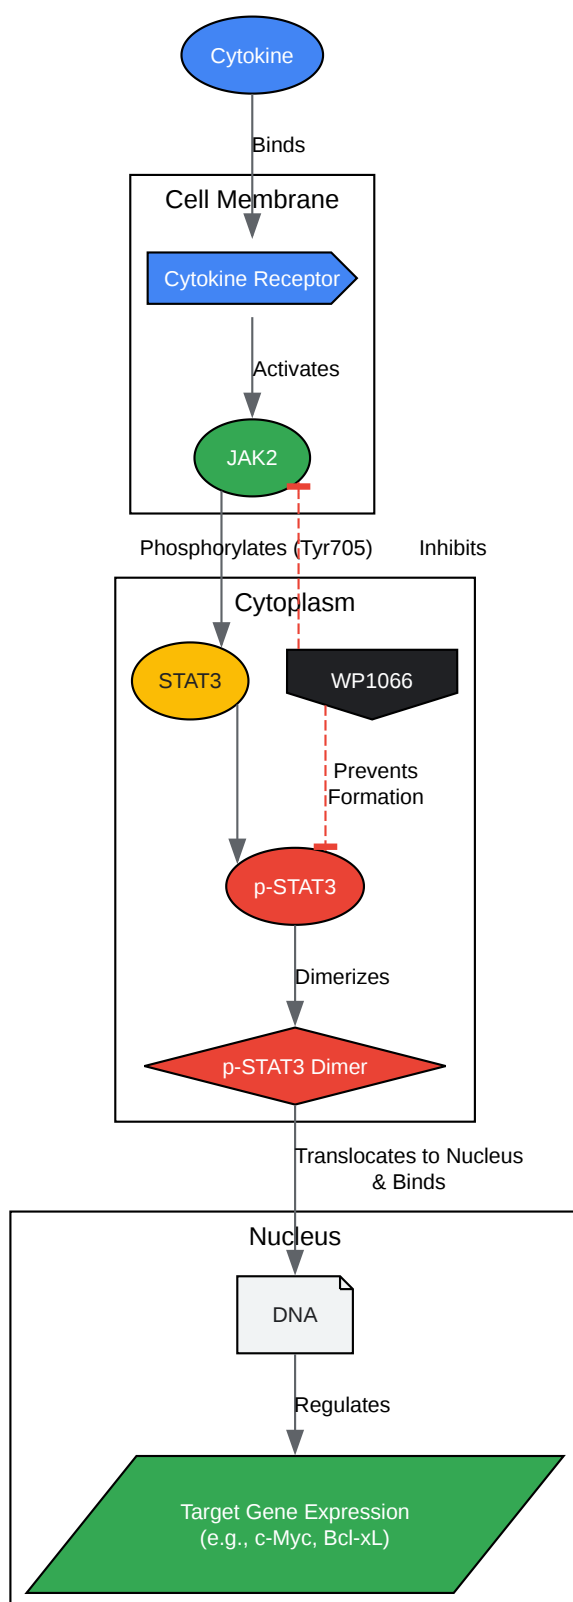 Cytokine
Binds
Cell Membrane
Cytokine Receptor
Activates
JAK2
Phosphorylates (Tyr705)
Inhibits
Cytoplasm
STAT3
WP1066
Prevents
Formation
p-STAT3
Dimerizes
p-STAT3 Dimer
Translocates to Nucleus
& Binds
Nucleus
DNA
Regulates
Target Gene Expression
(e.g., c-Myc, Bcl-xL)